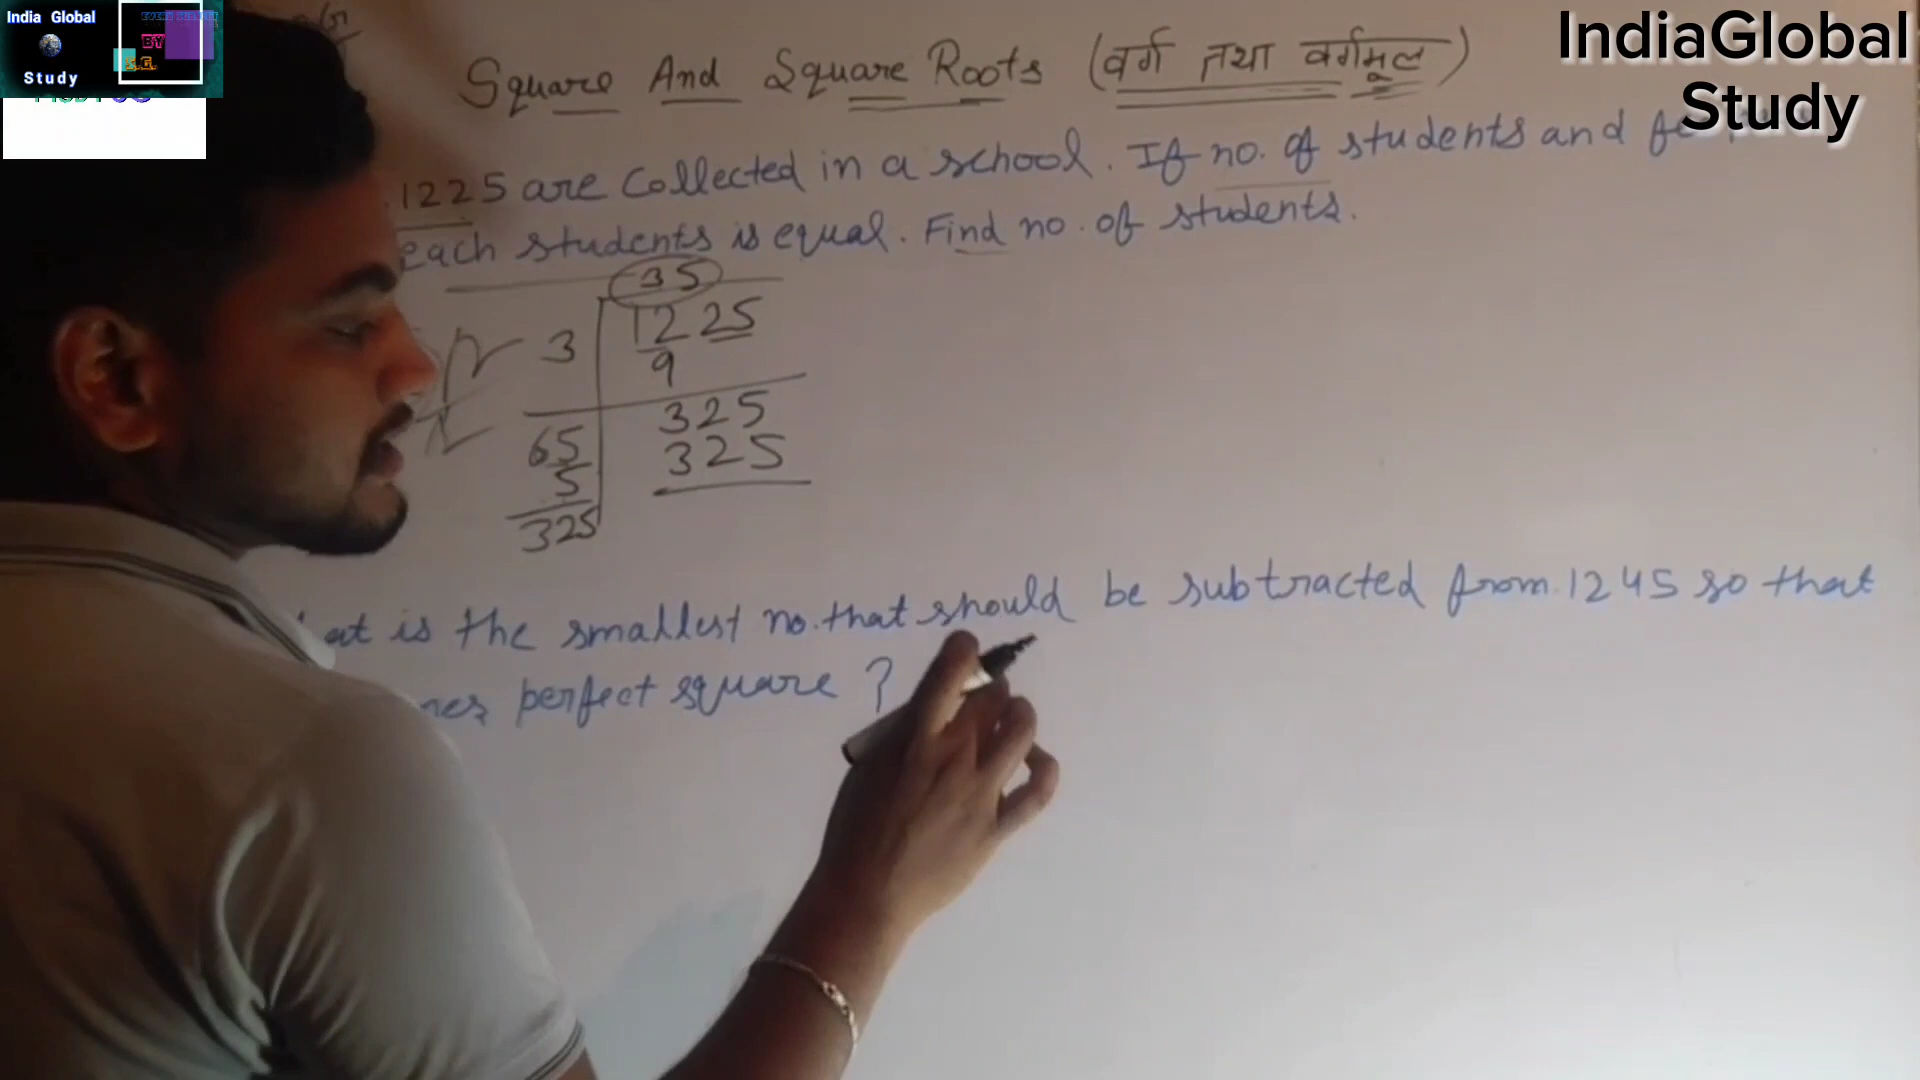 India Global
Study
BY
S.G.
IndiaGlobal
Study
Square And Square Roots (वर्ग तथा वर्गमूल)
1225 are collected in a school. If no. of students and
each students is equal. Find no. of students.
35
3 1225
9
65 325
5 325
325
is the smallest no. that should be subtracted from 1245 so that
perfect square ?